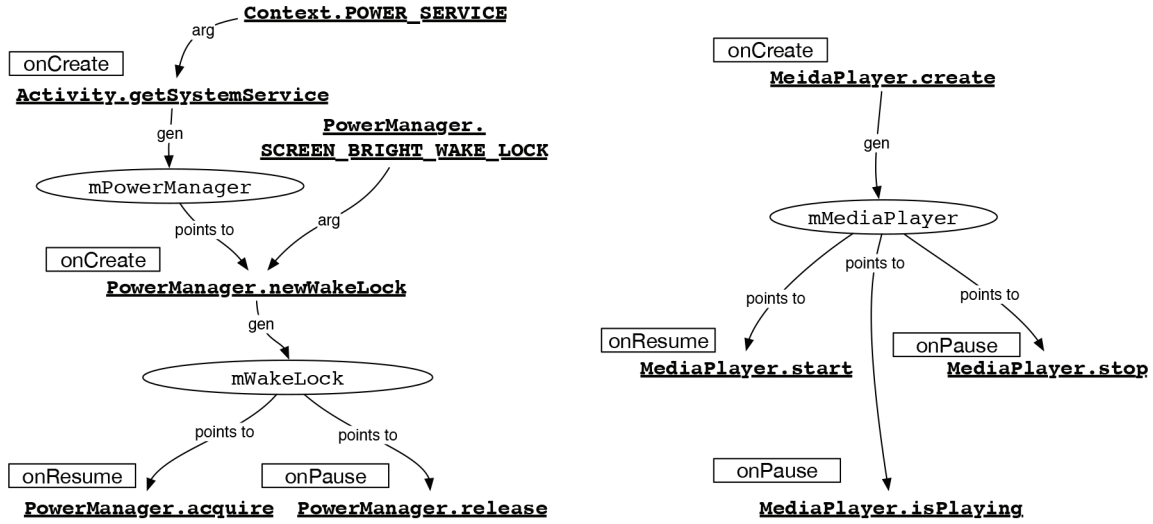 Context.POWER_SERVICE
arg
onCreate
Activity.getSystemService
gen
PowerManager.
SCREEN_BRIGHT_WAKE_LOCK
mPowerManager
points to
arg
onCreate
PowerManager.newWakeLock
gen
mWakeLock
points to
points to
onResume
onPause
PowerManager.acquire
PowerManager.release
onCreate
MeidaPlayer.create
gen
mMediaPlayer
points to
points to
points to
onResume
onPause
MediaPlayer.start
MediaPlayer.stop
onPause
MediaPlayer.isPlaying